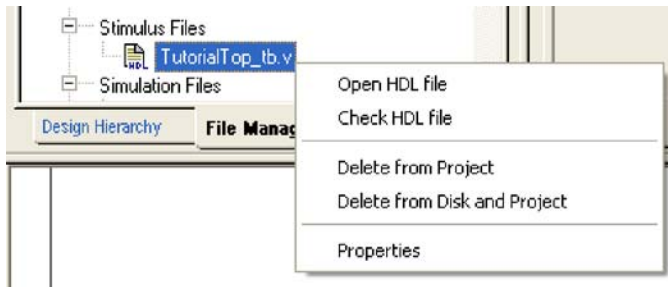 Stimulus Files
HDL TutorialTop_tb.v
Simulation Files
Design Hierarchy File Manag
Open HDL file
Check HDL file
Delete from Project
Delete from Disk and Project
Properties